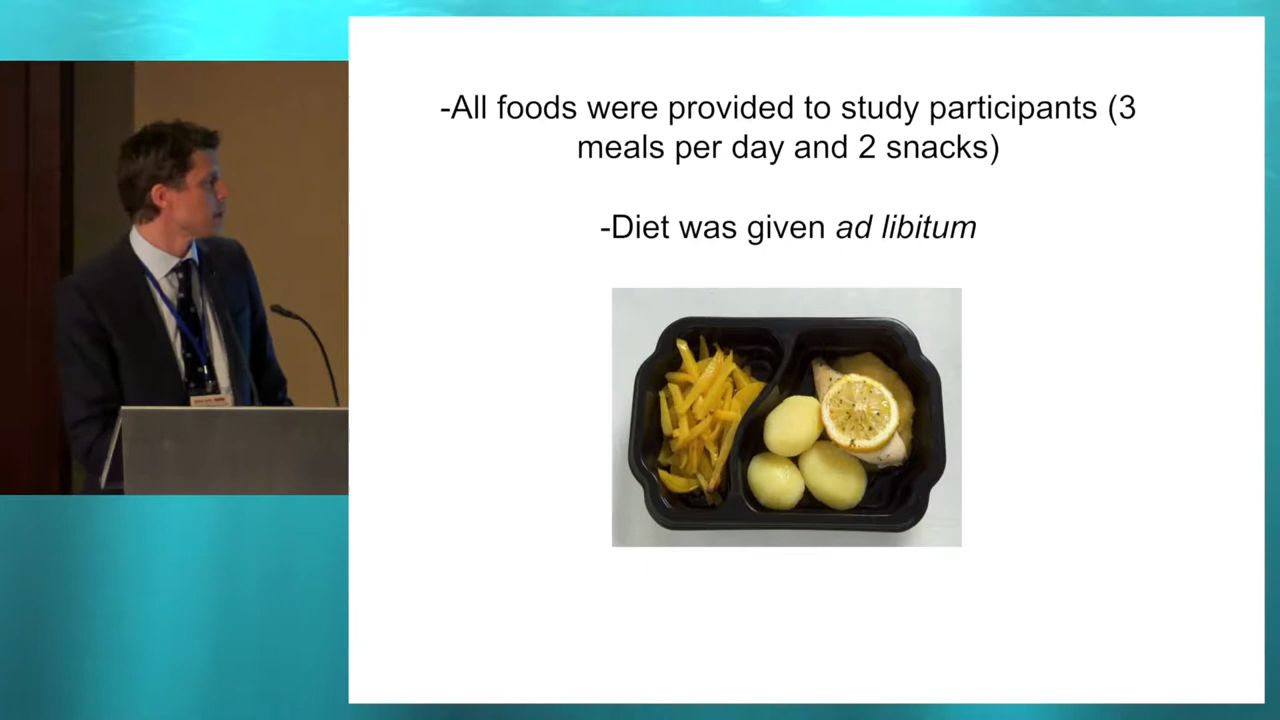 -All foods were provided to study participants (3
meals per day and 2 snacks)
-Diet was given ad libitum